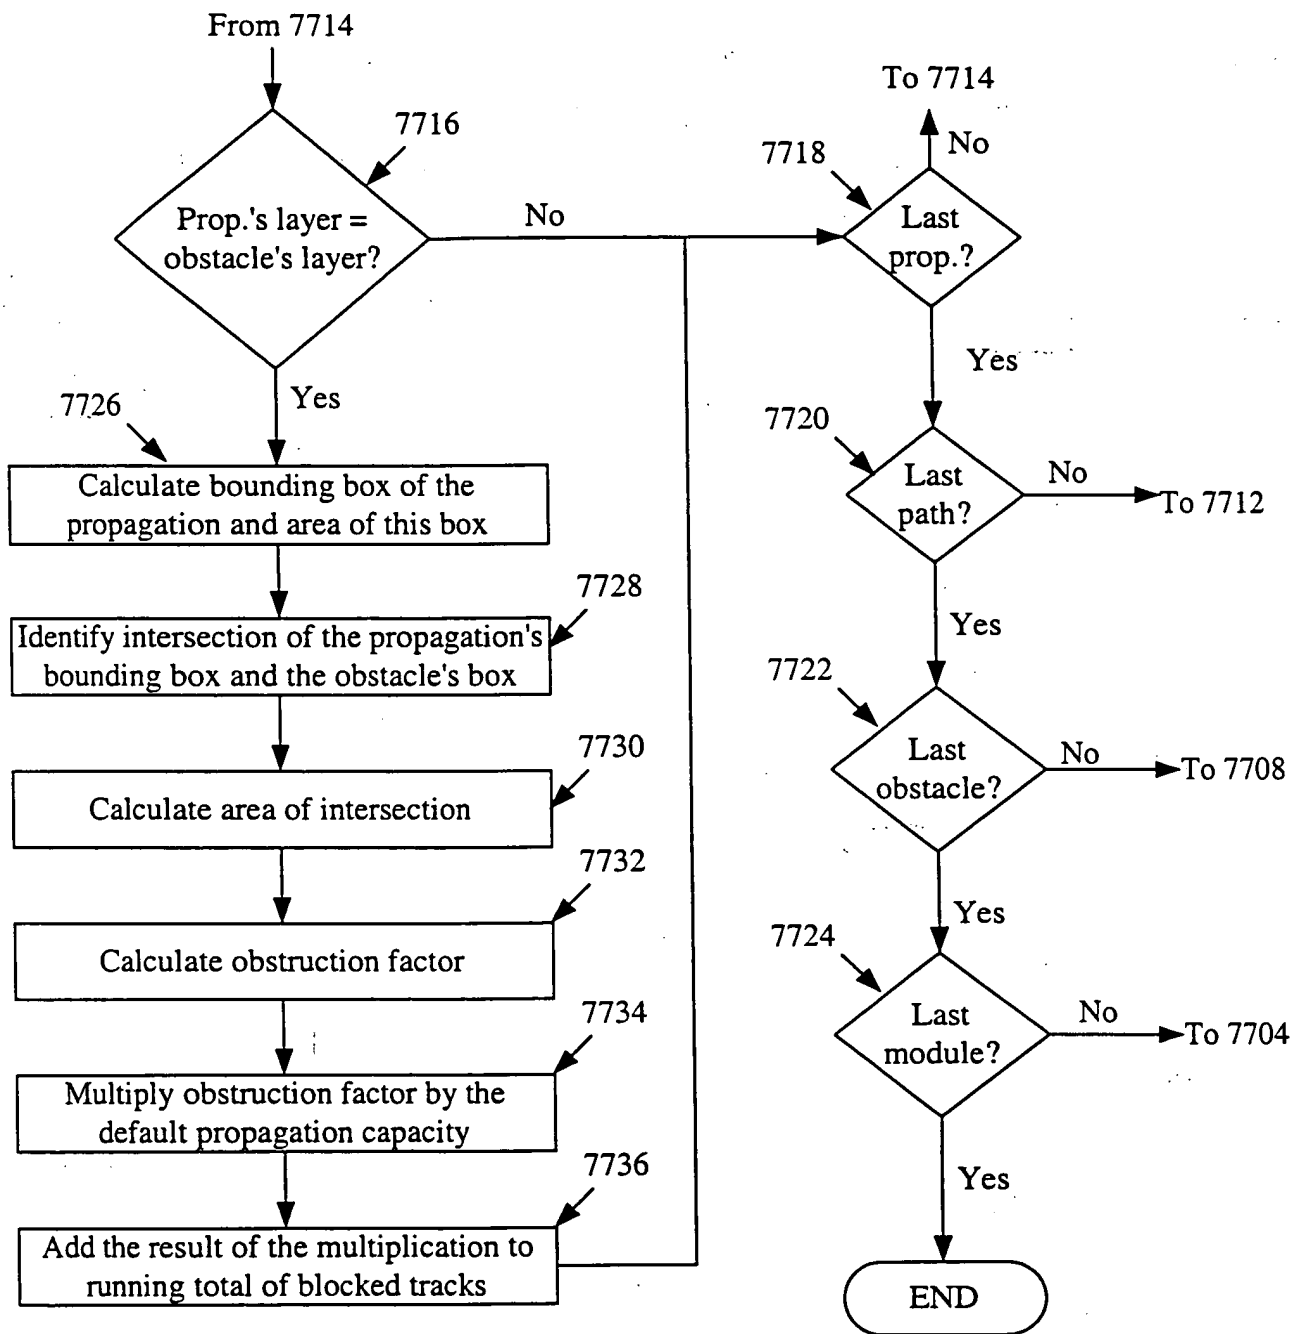 From 7714
7716
Prop.'s layer =
obstacle's layer?
No
Yes
7726
Calculate bounding box of the
propagation and area of this box
7728
Identify intersection of the propagation's
bounding box and the obstacle's box
7730
Calculate area of intersection
7732
Calculate obstruction factor
7734
Multiply obstruction factor by the
default propagation capacity
7736
Add the result of the multiplication to
running total of blocked tracks
To 7714
No
7718
Last
prop.?
Yes
7720
Last
path?
No
To 7712
Yes
7722
Last
obstacle?
No
To 7708
Yes
7724
Last
module?
No
To 7704
Yes
END